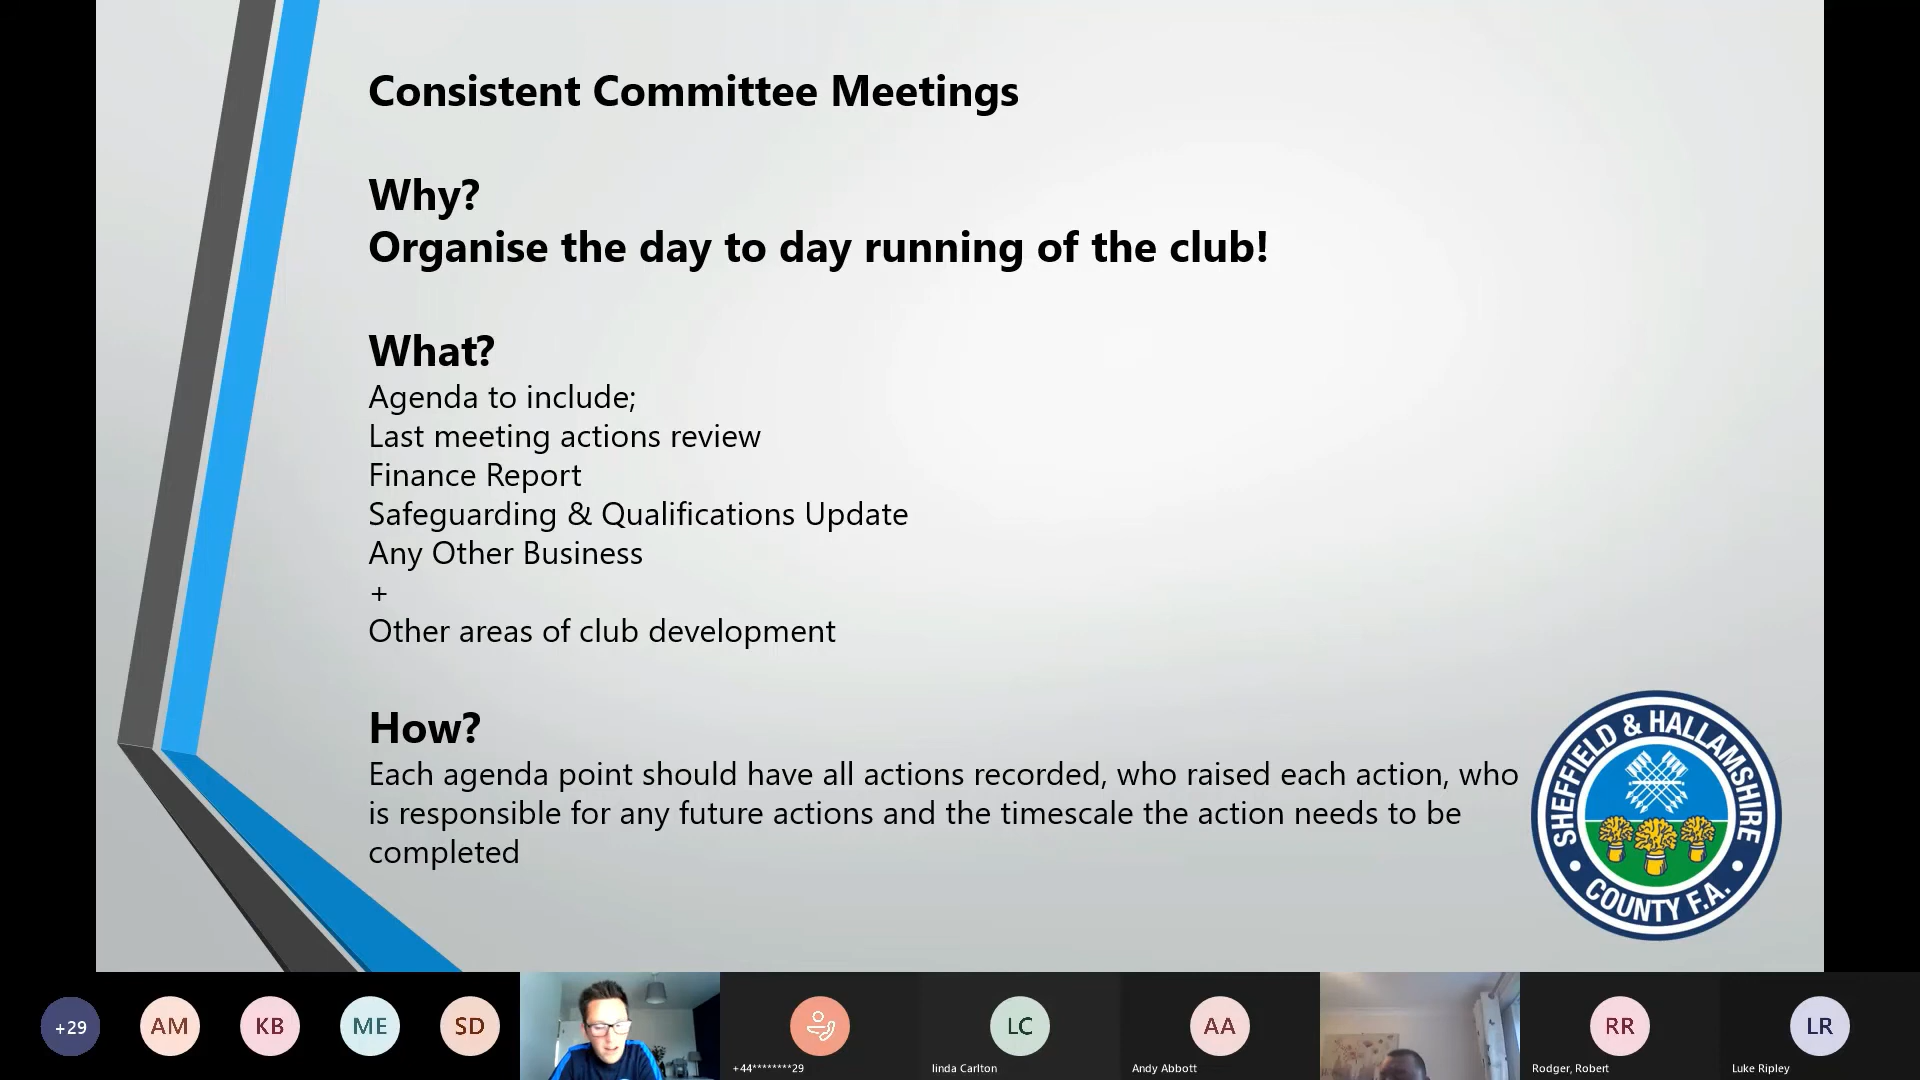 Consistent Committee Meetings
Why?
Organise the day to day running of the club!
What?
Agenda to include;
Last meeting actions review
Finance Report
Safeguarding & Qualifications Update
Any Other Business
+
Other areas of club development
How?
Each agenda point should have all actions recorded, who raised each action, who
is responsible for any future actions and the timescale the action needs to be
completed
SHEFFIELD & HALLAMSHIRE
COUNTY F.A.
+29
AM
KB
ME
SD
+44********29
LC
linda Carlton
AA
Andy Abbott
RR
Rodger, Robert
LR
Luke Ripley